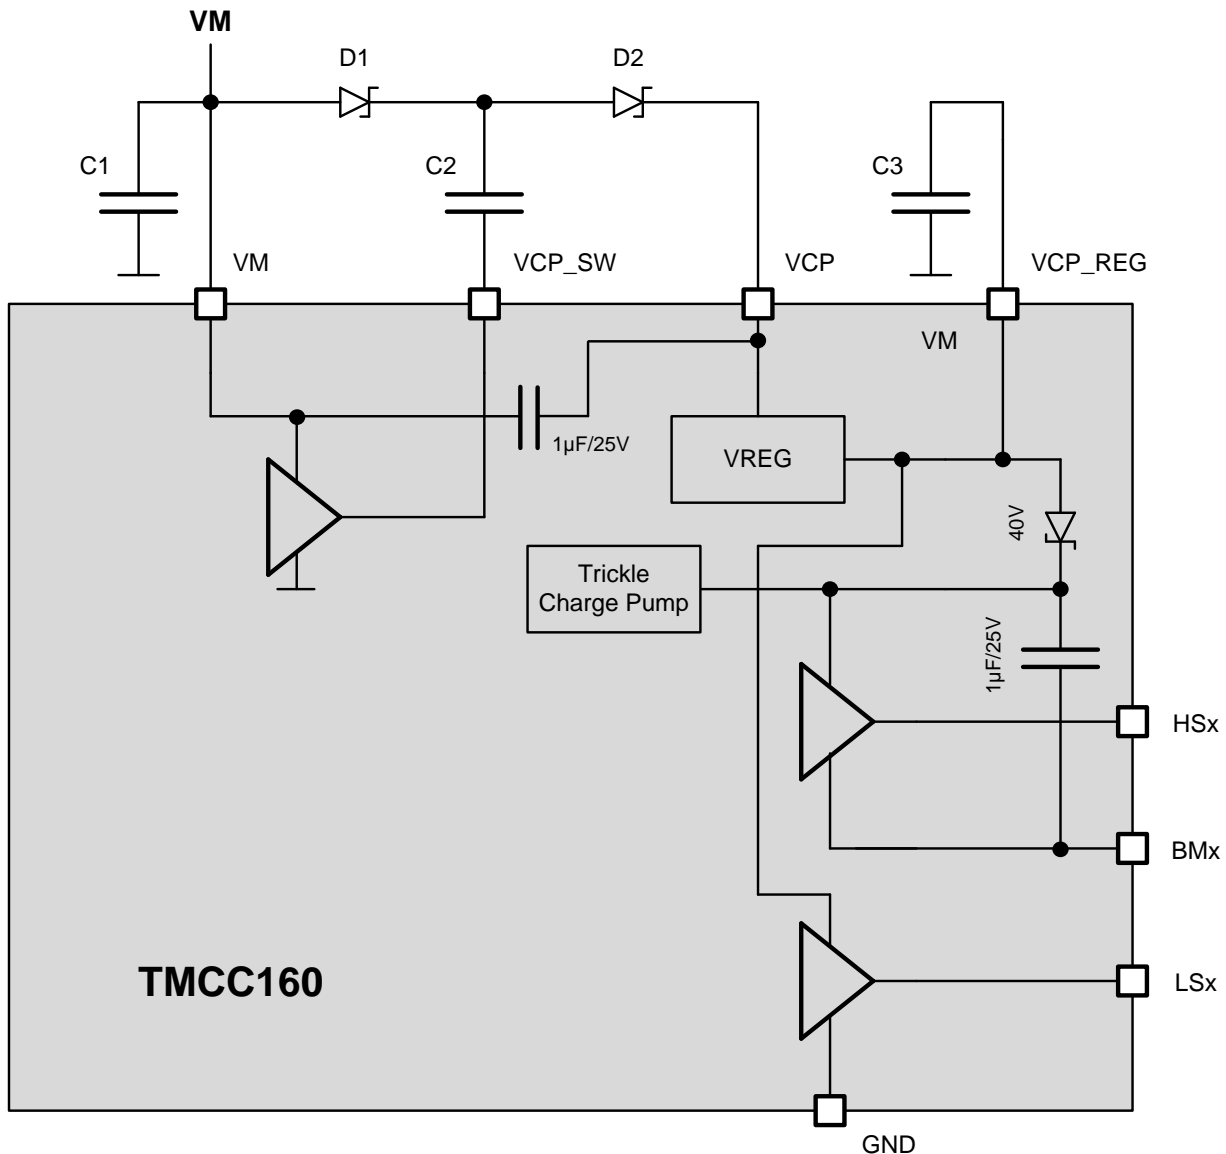 VM
D1
D2
C1
C2
C3
VM
VCP_SW
VCP
VCP_REG
VM
1µF/25V
VREG
40V
Trickle
Charge Pump
1µF/25V
HSx
BMx
TMCC160
LSx
GND